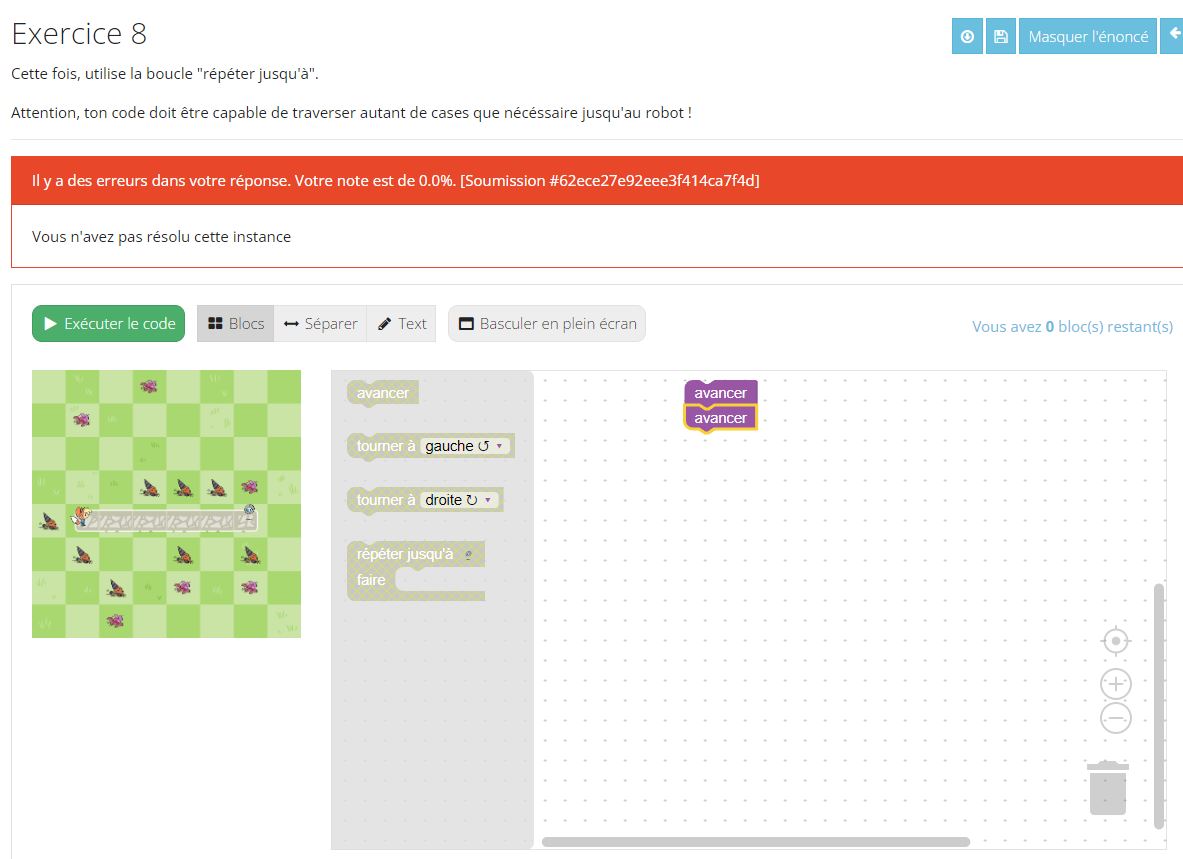 Exercice 8
Masquer l'énoncé
Cette fois, utilise la boucle "répéter jusqu'à".
Attention, ton code doit être capable de traverser autant de cases que nécéssaire jusqu'au robot !
Il y a des erreurs dans votre réponse. Votre note est de 0.0%. [Soumission #62ece27e92eee3f414ca7f4d]
Vous n'avez pas résolu cette instance
Exécuter le code Blocs Séparer Text Basculer en plein écran
Vous avez 0 bloc(s) restant(s)
avancer
tourner à gauche
tourner à droite
répéter jusqu'à
faire
avancer
avancer